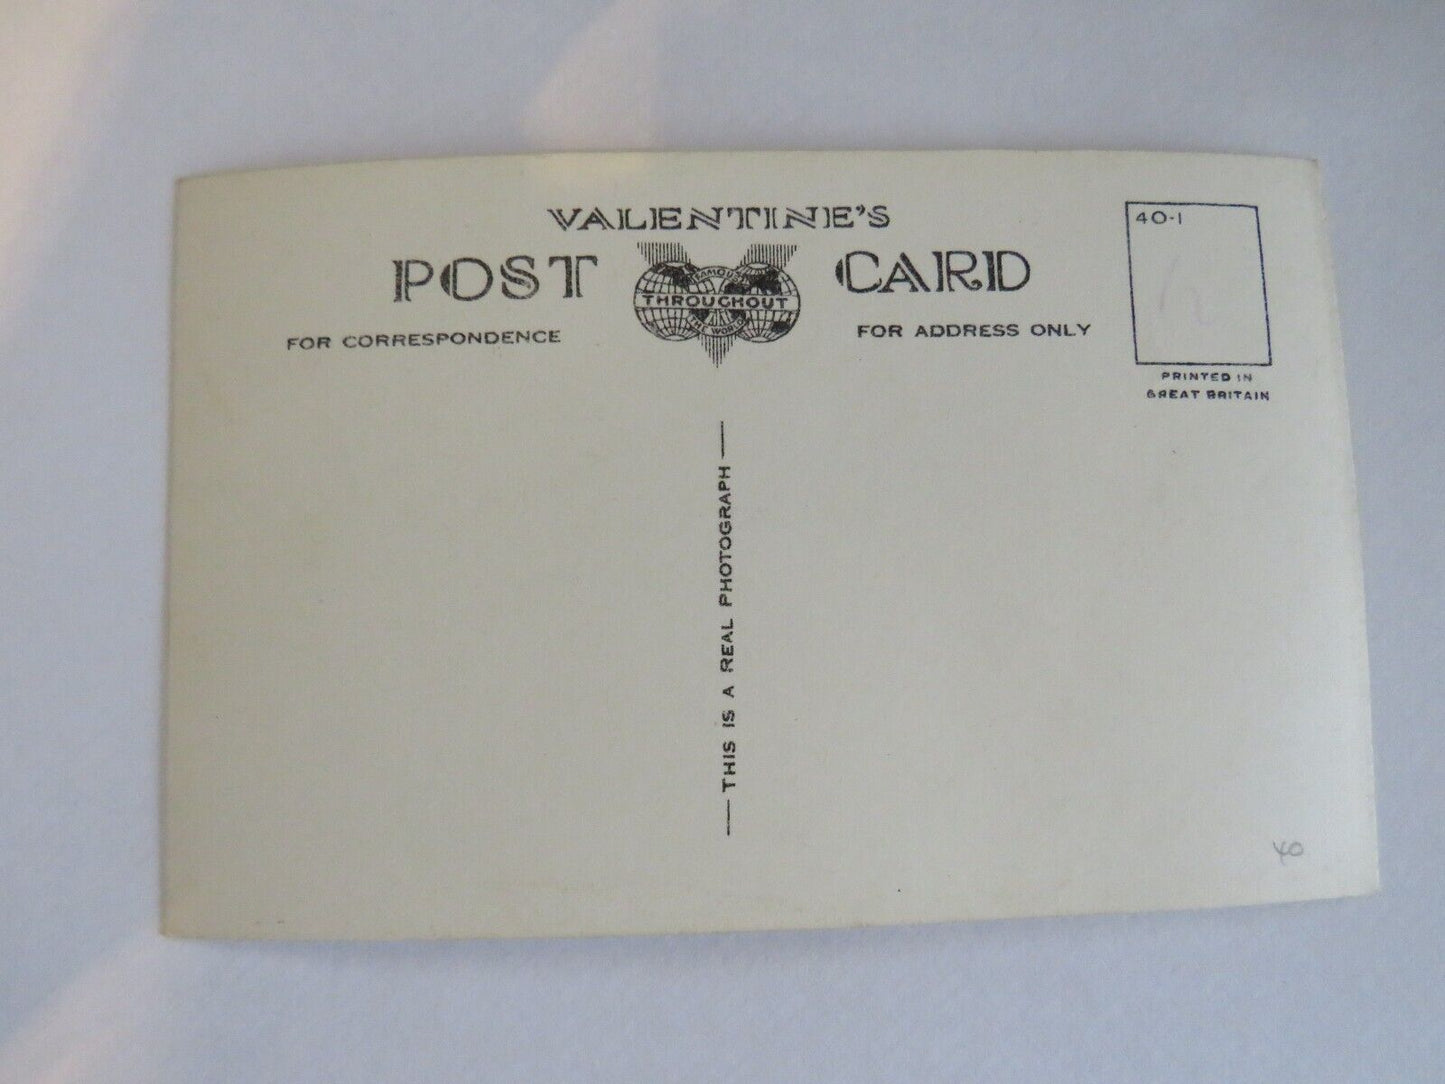 VALENTINE'S
POST CARD
FAMOUS
THROUGHOUT
THE WORLD
FOR CORRESPONDENCE
FOR ADDRESS ONLY
40-1
PRINTED IN
GREAT BRITAIN
THIS IS A REAL PHOTOGRAPH
40